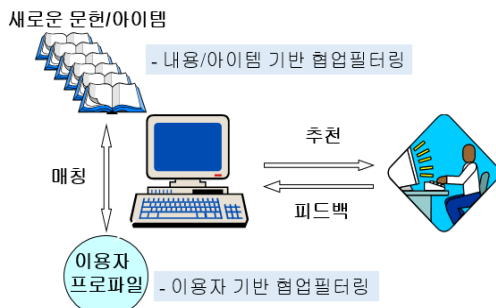 새로운 문헌/아이템
- 내용/아이템 기반 협업필터링
추천
매칭
피드백
이용자
프로파일
- 이용자 기반 협업필터링